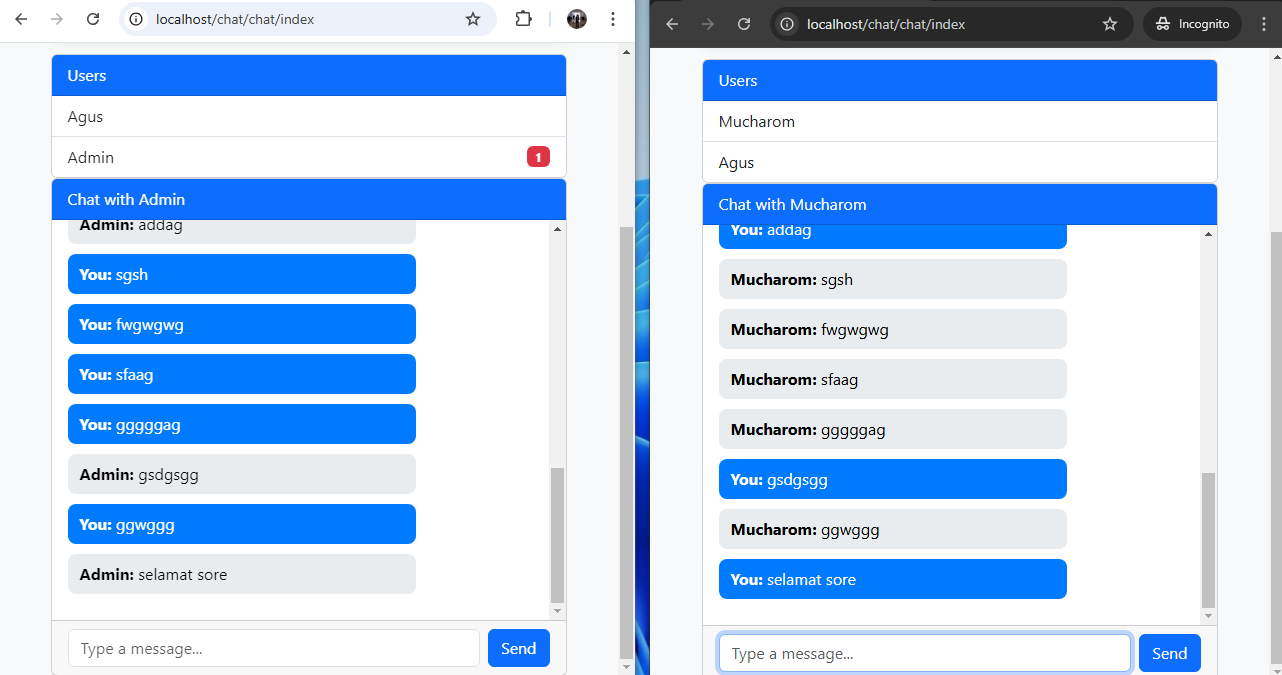 localhost/chat/chat/index
Users
Agus
Admin 1
Chat with Admin
Admin: addag
You: sgsh
You: fwgwgwg
You: sfaag
You: gggggag
Admin: gsdgsgg
You: ggwggg
Admin: selamat sore
Type a message...
Send
localhost/chat/chat/index
Incognito
Users
Mucharom
Agus
Chat with Mucharom
You: addag
Mucharom: sgsh
Mucharom: fwgwgwg
Mucharom: sfaag
Mucharom: gggggag
You: gsdgsgg
Mucharom: ggwggg
You: selamat sore
Type a message...
Send